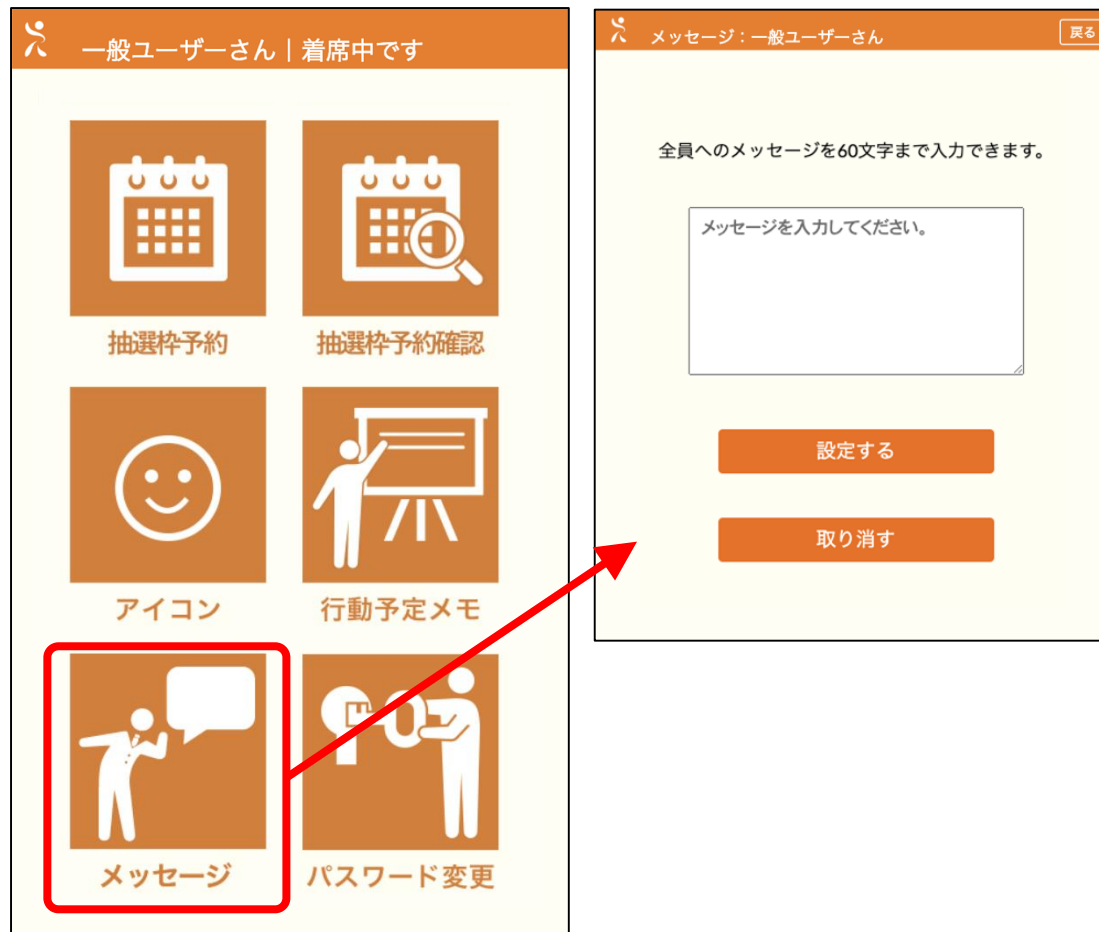 一般ユーザーさん｜着席中です
抽選枠予約
抽選枠予約確認
アイコン
行動予定メモ
メッセージ
パスワード変更
メッセージ：一般ユーザーさん
戻る
全員へのメッセージを60文字まで入力できます。
メッセージを入力してください。
設定する
取り消す